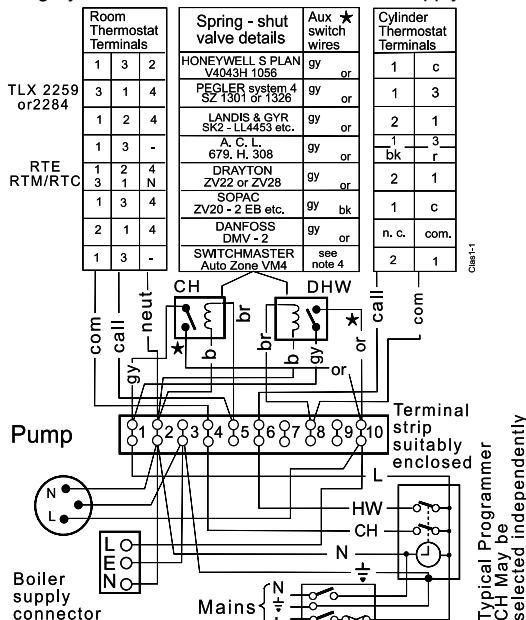 Room
Thermostat
Terminals
Spring - shut
valve details
Aux ★
switch
wires
Cylinder
Thermostat
Terminals
1 3 2 HONEYWELL S PLAN V4043H 1056 gy or 1 c
TLX 2259 or2284
3 1 4 PEGLER system 4 SZ 1301 or 1326 gy or 1 3
1 2 4 LANDIS & GYR SK2 - LL4453 etc. gy or 2 1
1 3 - A. C. L. 679. H. 308 gy or 1 3 bk r
RTE RTM/RTC
1 2 4
3 1 N
DRAYTON ZV22 or ZV28 gy or 2 1
1 3 4 SOPAC ZV20 - 2 EB etc. gy bk 1 c
2 1 4 DANFOSS DMV - 2 gy or n. c. com.
1 3 - SWITCHMASTER Auto Zone VM4 see note 4 2 1
Clas1-1
CH DHW
com call neut
gy ★ b br
br b gy or ★ or
call com
1 2 3 4 5 6 7 8 9 10
Terminal
strip
suitably
enclosed
Pump
N
L
L
E
N
Boiler
supply
connector
L
HW
CH
N
Mains
N
L
Typical Programmer
CH May be
selected independently